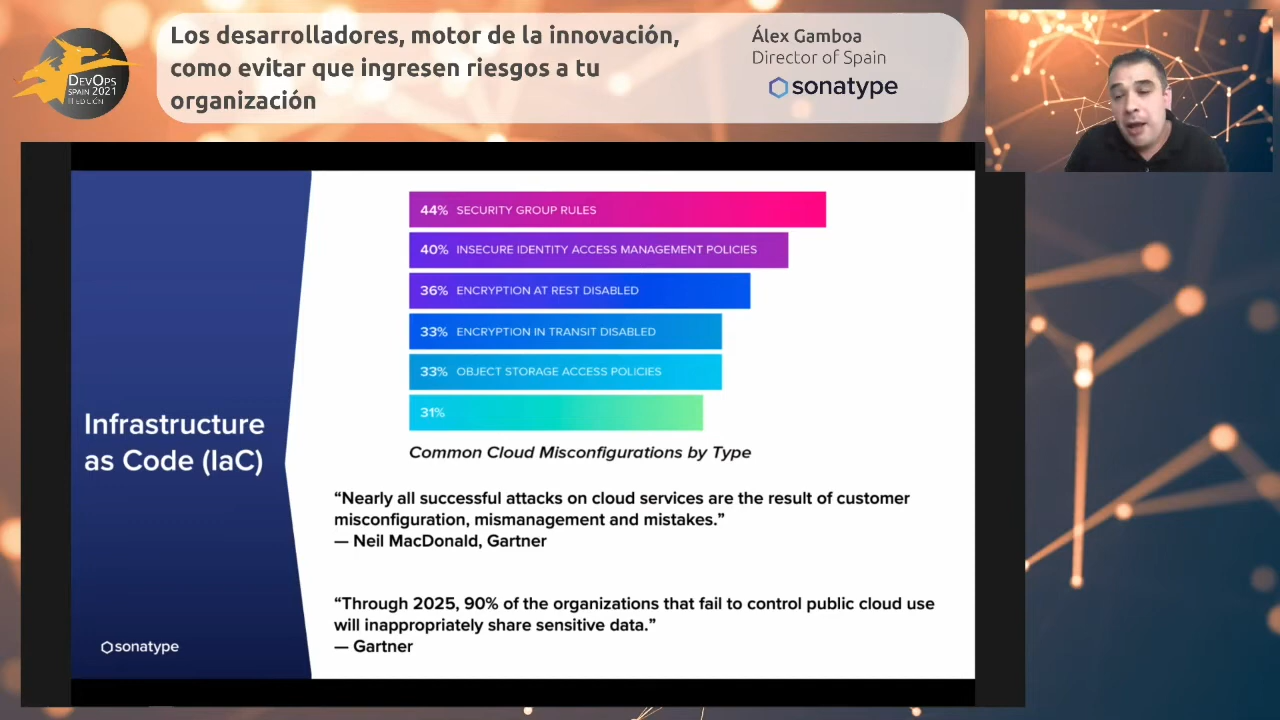 DEVOPS
SPAIN 2021
III EDICIÓN
Los desarrolladores, motor de la innovación,
como evitar que ingresen riesgos a tu
organización
Álex Gamboa
Director of Spain
sonatype
44% SECURITY GROUP RULES
40% INSECURE IDENTITY ACCESS MANAGEMENT POLICIES
36% ENCRYPTION AT REST DISABLED
33% ENCRYPTION IN TRANSIT DISABLED
33% OBJECT STORAGE ACCESS POLICIES
31%
Common Cloud Misconfigurations by Type
Infrastructure
as Code (IaC)
“Nearly all successful attacks on cloud services are the result of customer
misconfiguration, mismanagement and mistakes.”
— Neil MacDonald, Gartner
“Through 2025, 90% of the organizations that fail to control public cloud use
will inappropriately share sensitive data.”
— Gartner
sonatype